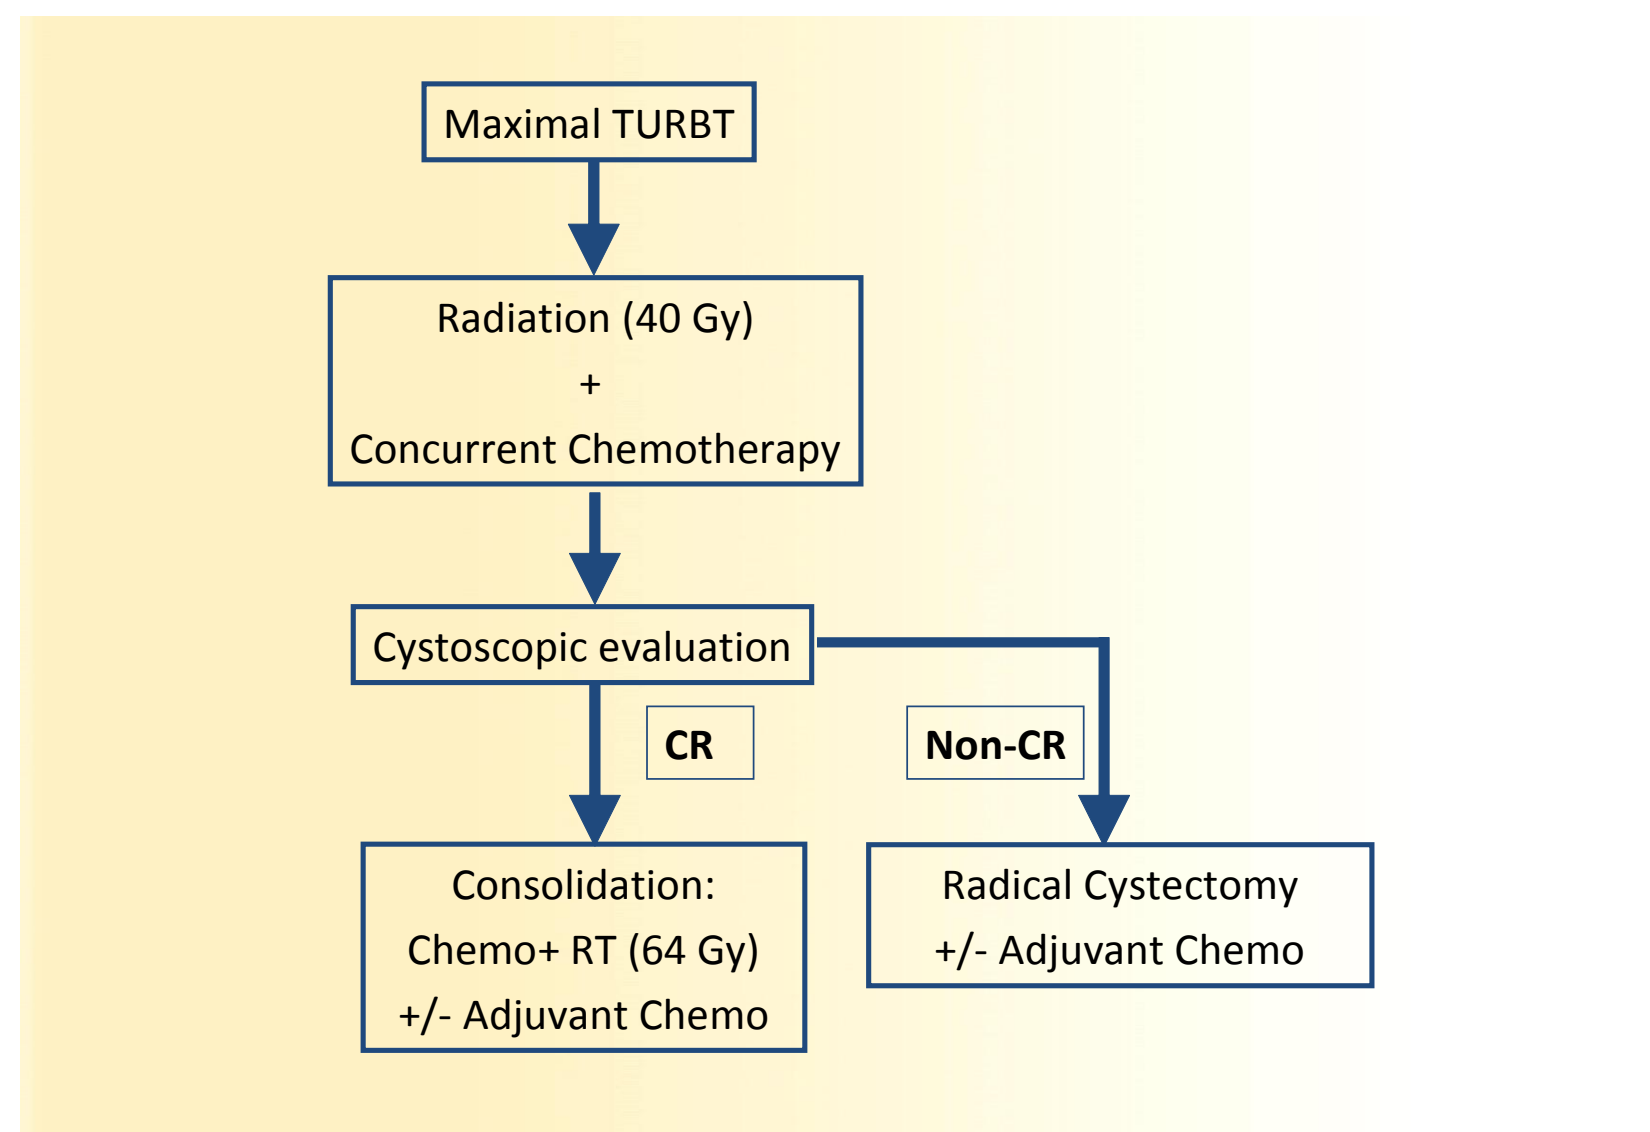 Maximal TURBT
Radiation (40 Gy)
+
Concurrent Chemotherapy
Cystoscopic evaluation
CR
Non-CR
Consolidation:
Chemo+ RT (64 Gy)
+/- Adjuvant Chemo
Radical Cystectomy
+/- Adjuvant Chemo